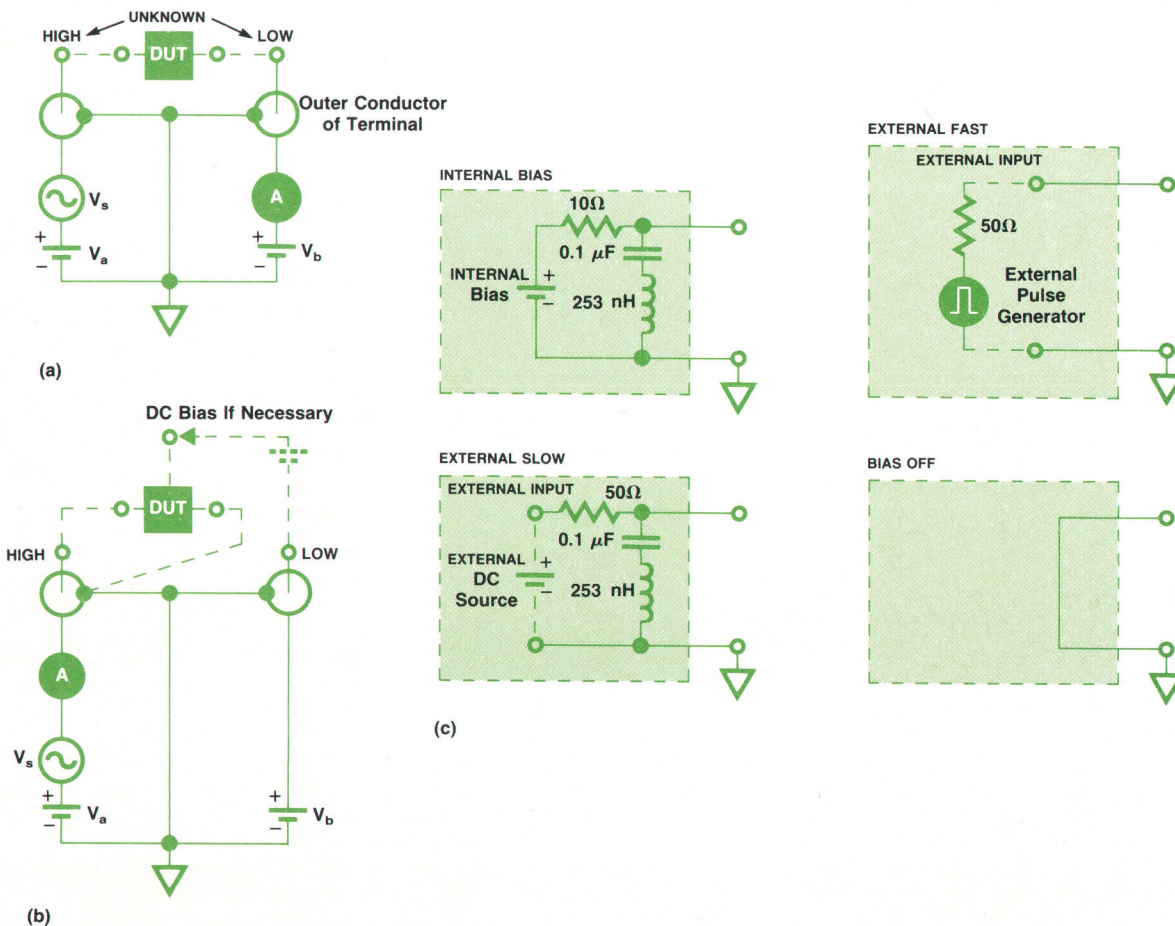 UNKNOWN
HIGH
LOW
DUT
Outer Conductor
of Terminal
Vs
A
+
Va
−
+
Vb
−
(a)
DC Bias If Necessary
DUT
HIGH
LOW
A
Vs
+
Va
−
+
Vb
−
(b)
INTERNAL BIAS
10Ω
0.1 µF
INTERNAL
Bias
+
−
253 nH
EXTERNAL SLOW
EXTERNAL INPUT
50Ω
0.1 µF
EXTERNAL
DC
Source
+
−
253 nH
(c)
EXTERNAL FAST
EXTERNAL INPUT
50Ω
External
Pulse
Generator
BIAS OFF